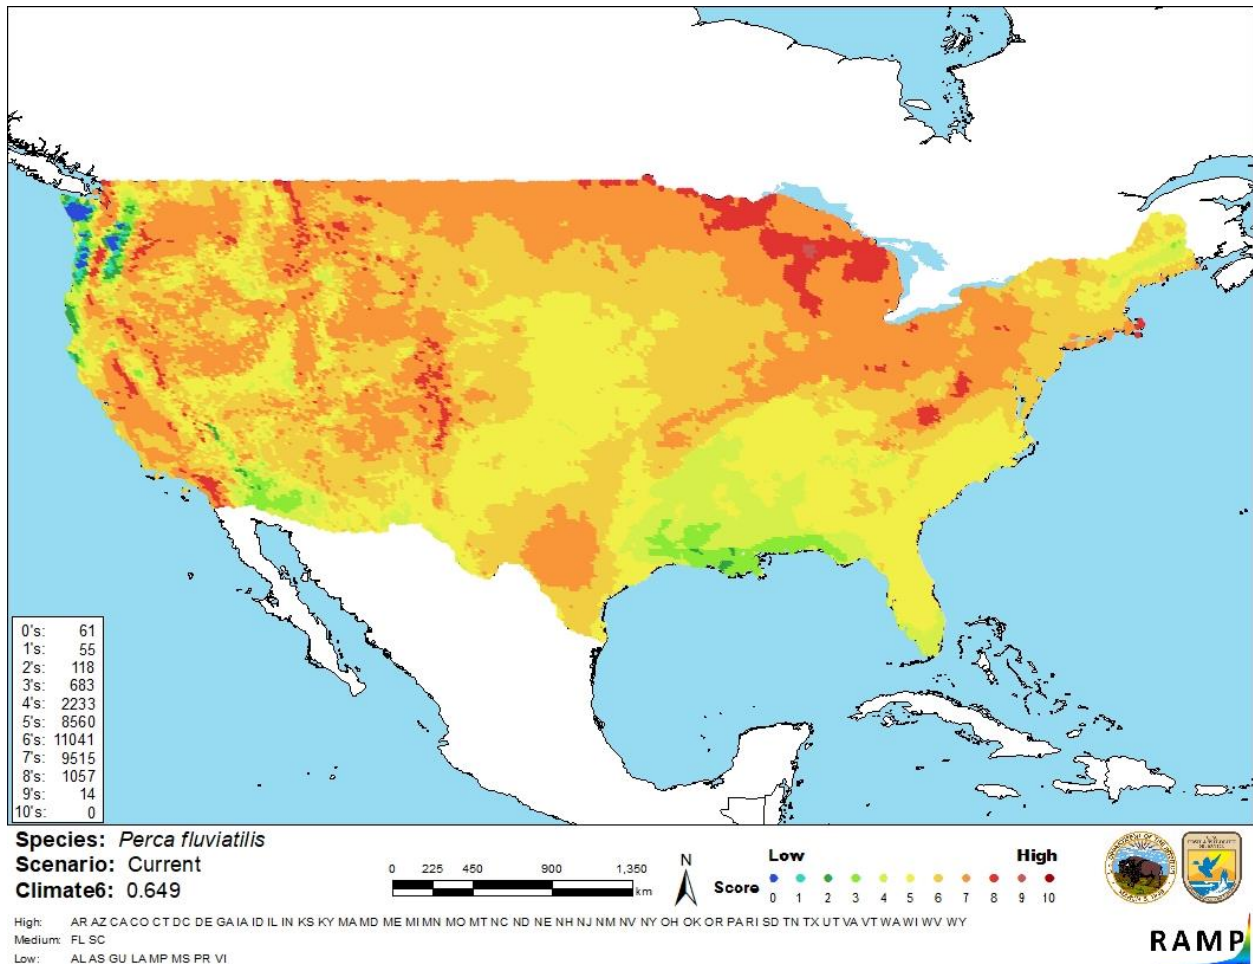 0's: 61
1's: 55
2's: 118
3's: 683
4's: 2233
5's: 8560
6's: 11041
7's: 9515
8's: 1057
9's: 14
10's: 0
Species: Perca fluviatilis
Scenario: Current
Climate6: 0.649
0 225 450 900 1,350
km
N
Low High
Score 0 1 2 3 4 5 6 7 8 9 10
High: AR AZ CA CO CT DC DE GA IA ID IL IN KS KY MA MD ME MI MN MO MT NC ND NE NH NJ NM NV NY OH OK OR PA RI SD TN TX UT VA VT WA WI WV WY
Medium: FL SC
Low: AL AS GU LA MP MS PR VI
RAMP